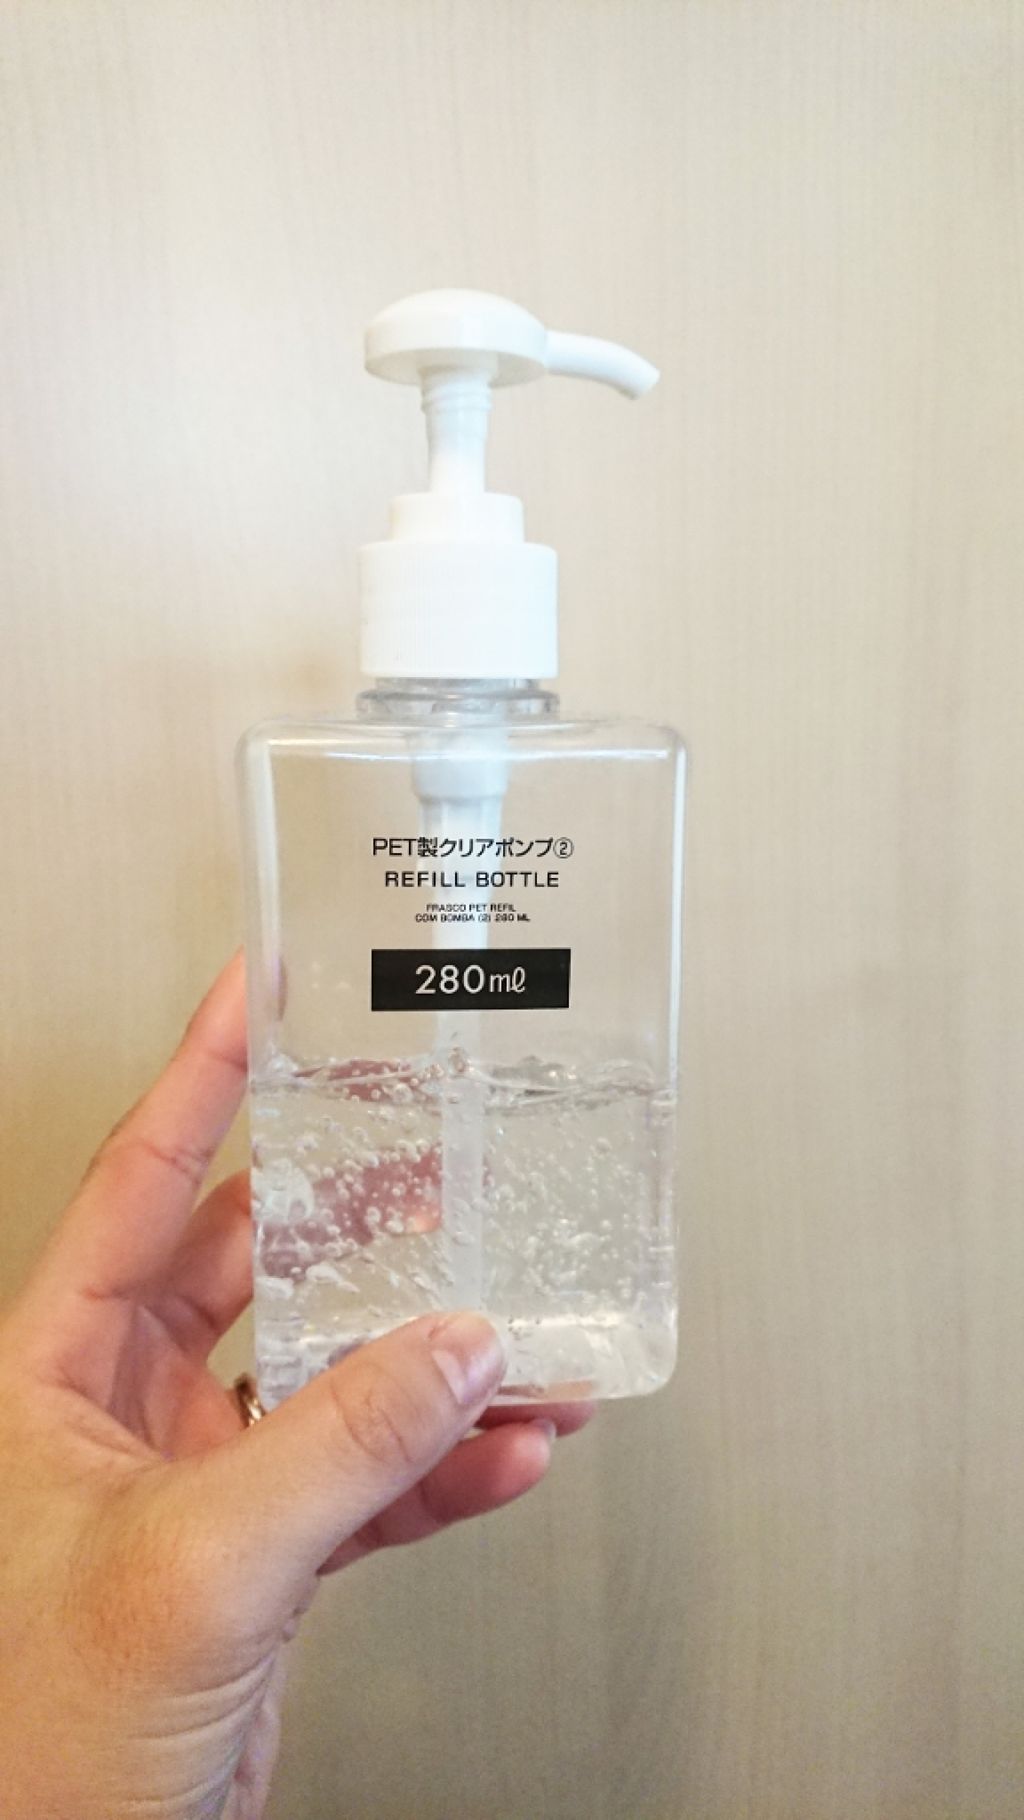 PET製クリアポンプ②
REFILL BOTTLE
FRASCO PET REFIL
COM BOMBA (2) 280 ML
280mℓ